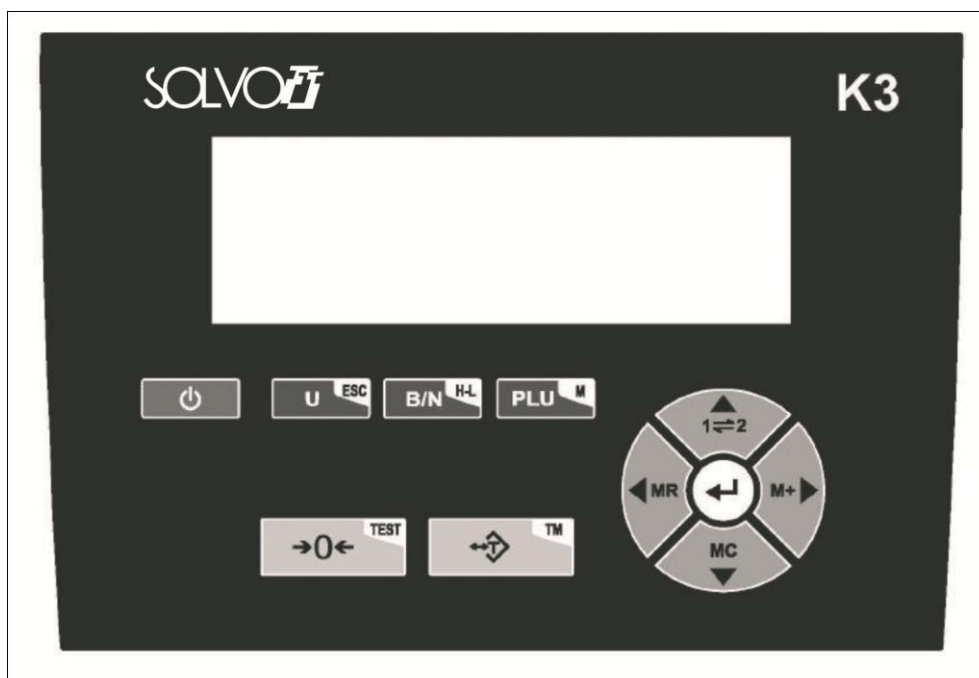 SOLVO
K3
U ESC
B/N H-L
PLU M
1⇌2
MR
M+
MC
→0← TEST
T TM